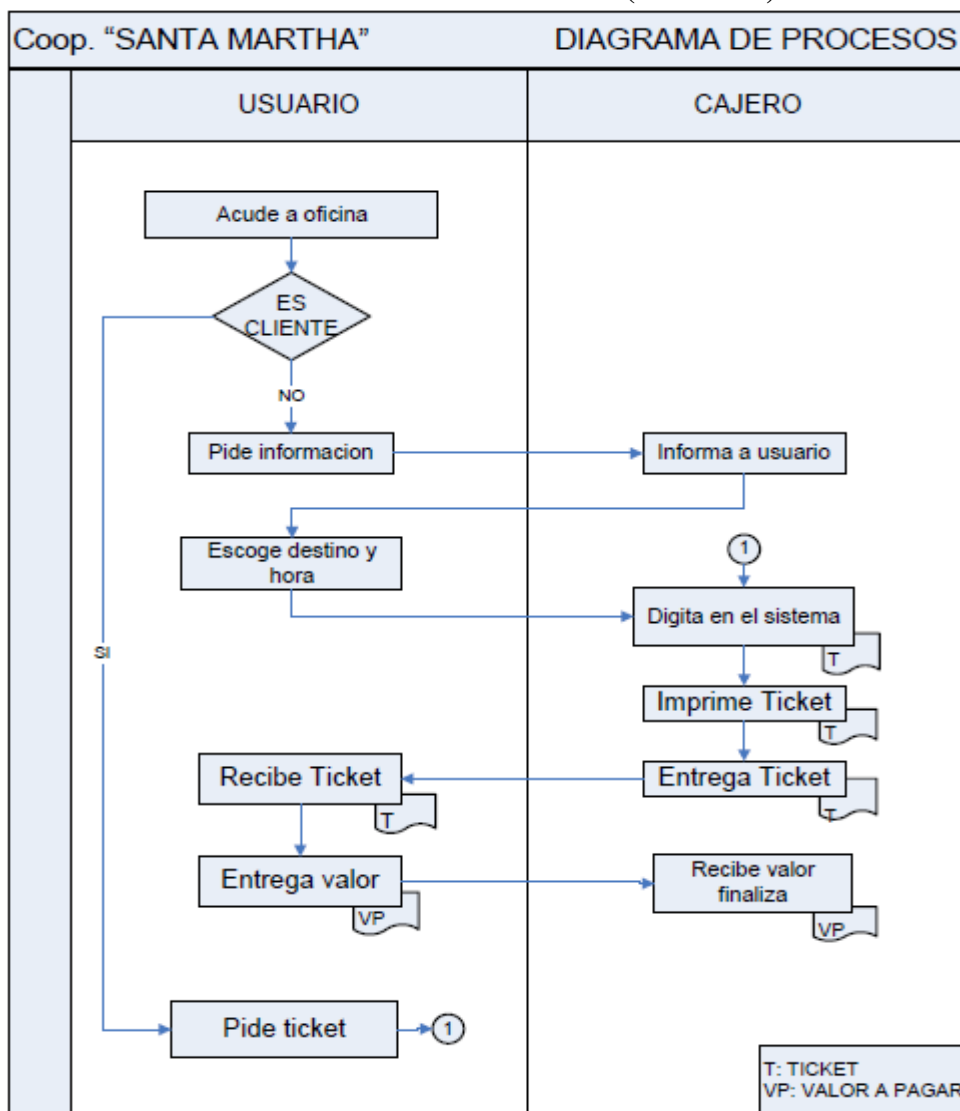 Coop. “SANTA MARTHA” DIAGRAMA DE PROCESOS
USUARIO CAJERO
Acude a oficina
ES
CLIENTE
NO
Pide informacion Informa a usuario
Escoge destino y
hora
1
Digita en el sistema
T
SI
Imprime Ticket
T
Recibe Ticket Entrega Ticket
T T
Entrega valor
VP
Recibe valor
finaliza
VP
Pide ticket 1
T: TICKET
VP: VALOR A PAGAR